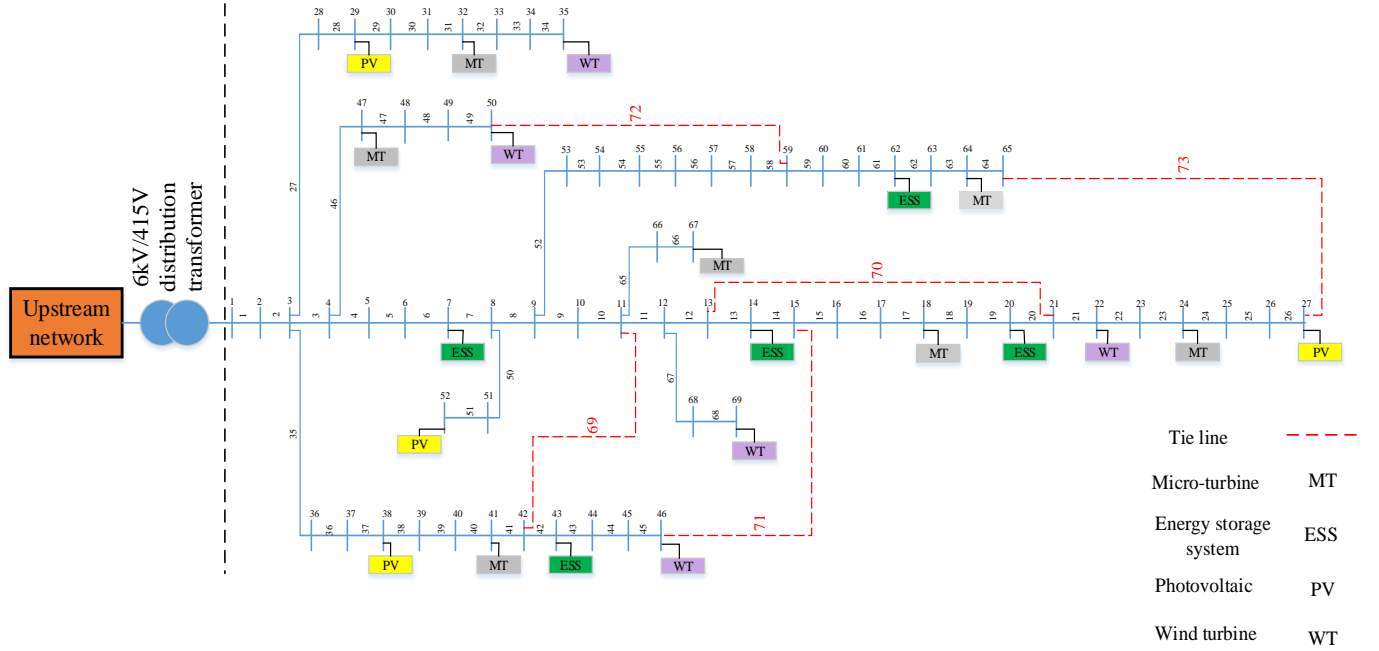 28 29 30 31 32 33 34 35
28 29 30 31 32 33 34
PV MT WT
27
47 48 49 50
47 48 49
MT WT
72
46
53 54 55 56 57 58 59 60 61 62 63 64 65
53 54 55 56 57 58 59 60 61 62 63 64
ESS MT
73
52
66 67
66
MT
65
70
6kV/415V
distribution
transformer
Upstream
network
1 2 3 4 5 6 7 8 9 10 11 12 13 14 15 16 17 18 19 20 21 22 23 24 25 26 27
1 2 3 4 5 6 7 8 9 10 11 12 13 14 15 16 17 18 19 20 21 22 23 24 25 26
ESS ESS MT ESS WT MT PV
50
67
52 51
51
PV
68 69
68
WT
69
35
71
36 37 38 39 40 41 42 43 44 45 46
36 37 38 39 40 41 42 43 44 45
PV MT ESS WT
Tie line
Micro-turbine MT
Energy storage
system ESS
Photovoltaic PV
Wind turbine WT